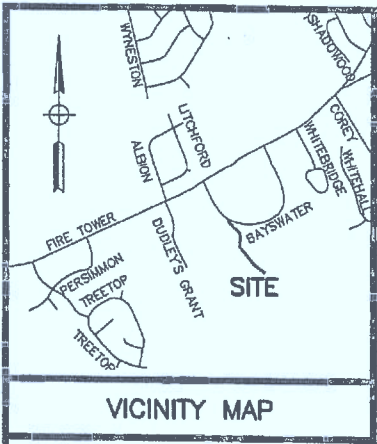 WYNESTON
SHADOWOOD
COREY
WHITEHALL
WHITEBRIDGE
LITCHFORD
ALBION
FIRE TOWER
DUDLEY'S GRANT
BAYSWATER
PERSIMMON
TREETOP
TREETOP
SITE
VICINITY MAP